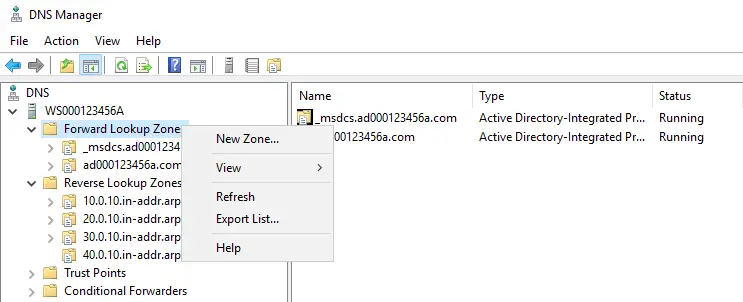 DNS Manager
File Action View Help
DNS
WS000123456A
Forward Lookup Zones
_msdcs.ad0001234
ad000123456a.com
Reverse Lookup Zones
10.0.10.in-addr.arp
20.0.10.in-addr.arp
30.0.10.in-addr.arp
40.0.10.in-addr.arp
Trust Points
Conditional Forwarders
New Zone...
View
Refresh
Export List...
Help
Name Type Status
_msdcs.ad000123456a.com Active Directory-Integrated Pr... Running
000123456a.com Active Directory-Integrated Pr... Running